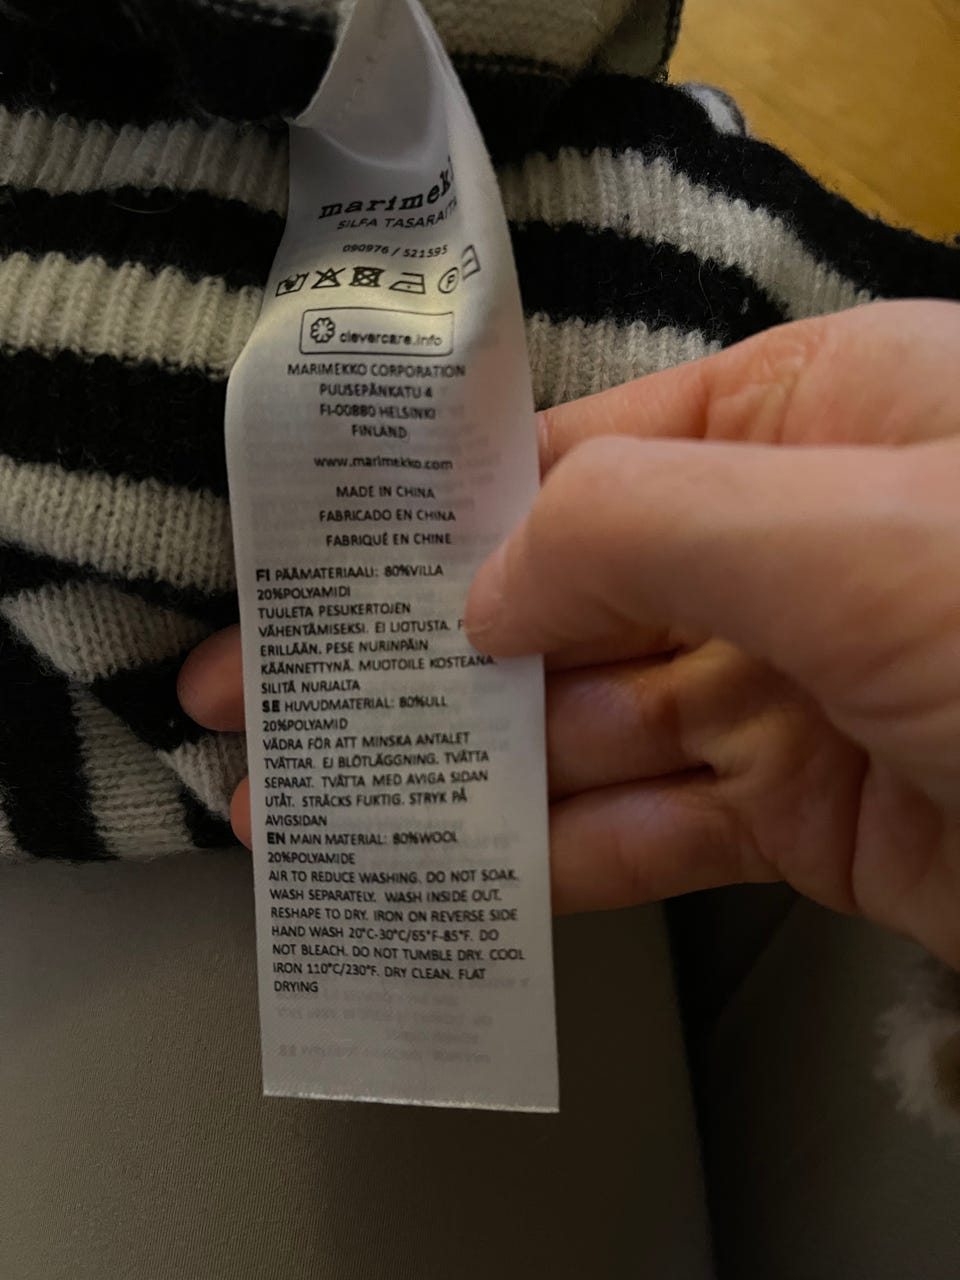 marimekko
SILFA TASARAITA
090976 / 521595
P
clevercare.info
MARIMEKKO CORPORATION
PUUSEPÄNKATU 4
FI-00880 HELSINKI
FINLAND
www.marimekko.com
MADE IN CHINA
FABRICADO EN CHINA
FABRIQUÉ EN CHINE
FI PÄÄMATERIAALI: 80%VILLA
20%POLYAMIDI
TUULETA PESUKERTOJEN
VÄHENTÄMISEKSI. EI LIOTUSTA.
ERILLÄÄN. PESE NURINPÄIN
KÄÄNNETTYNÄ. MUOTOILE KOSTEANA.
SILITÄ NURJALTA
SE HUVUDMATERIAL: 80%ULL
20%POLYAMID
VÄDRA FÖR ATT MINSKA ANTALET
TVÄTTAR. EJ BLÖTLÄGGNING. TVÄTTA
SEPARAT. TVÄTTA MED AVIGA SIDAN
UTÅT. STRÄCKS FUKTIG. STRYK PÅ
AVIGSIDAN
EN MAIN MATERIAL: 80%WOOL
20%POLYAMIDE
AIR TO REDUCE WASHING. DO NOT SOAK.
WASH SEPARATELY. WASH INSIDE OUT.
RESHAPE TO DRY. IRON ON REVERSE SIDE
HAND WASH 20°C-30°C/65°F-85°F. DO
NOT BLEACH. DO NOT TUMBLE DRY. COOL
IRON 110°C/230°F. DRY CLEAN. FLAT
DRYING